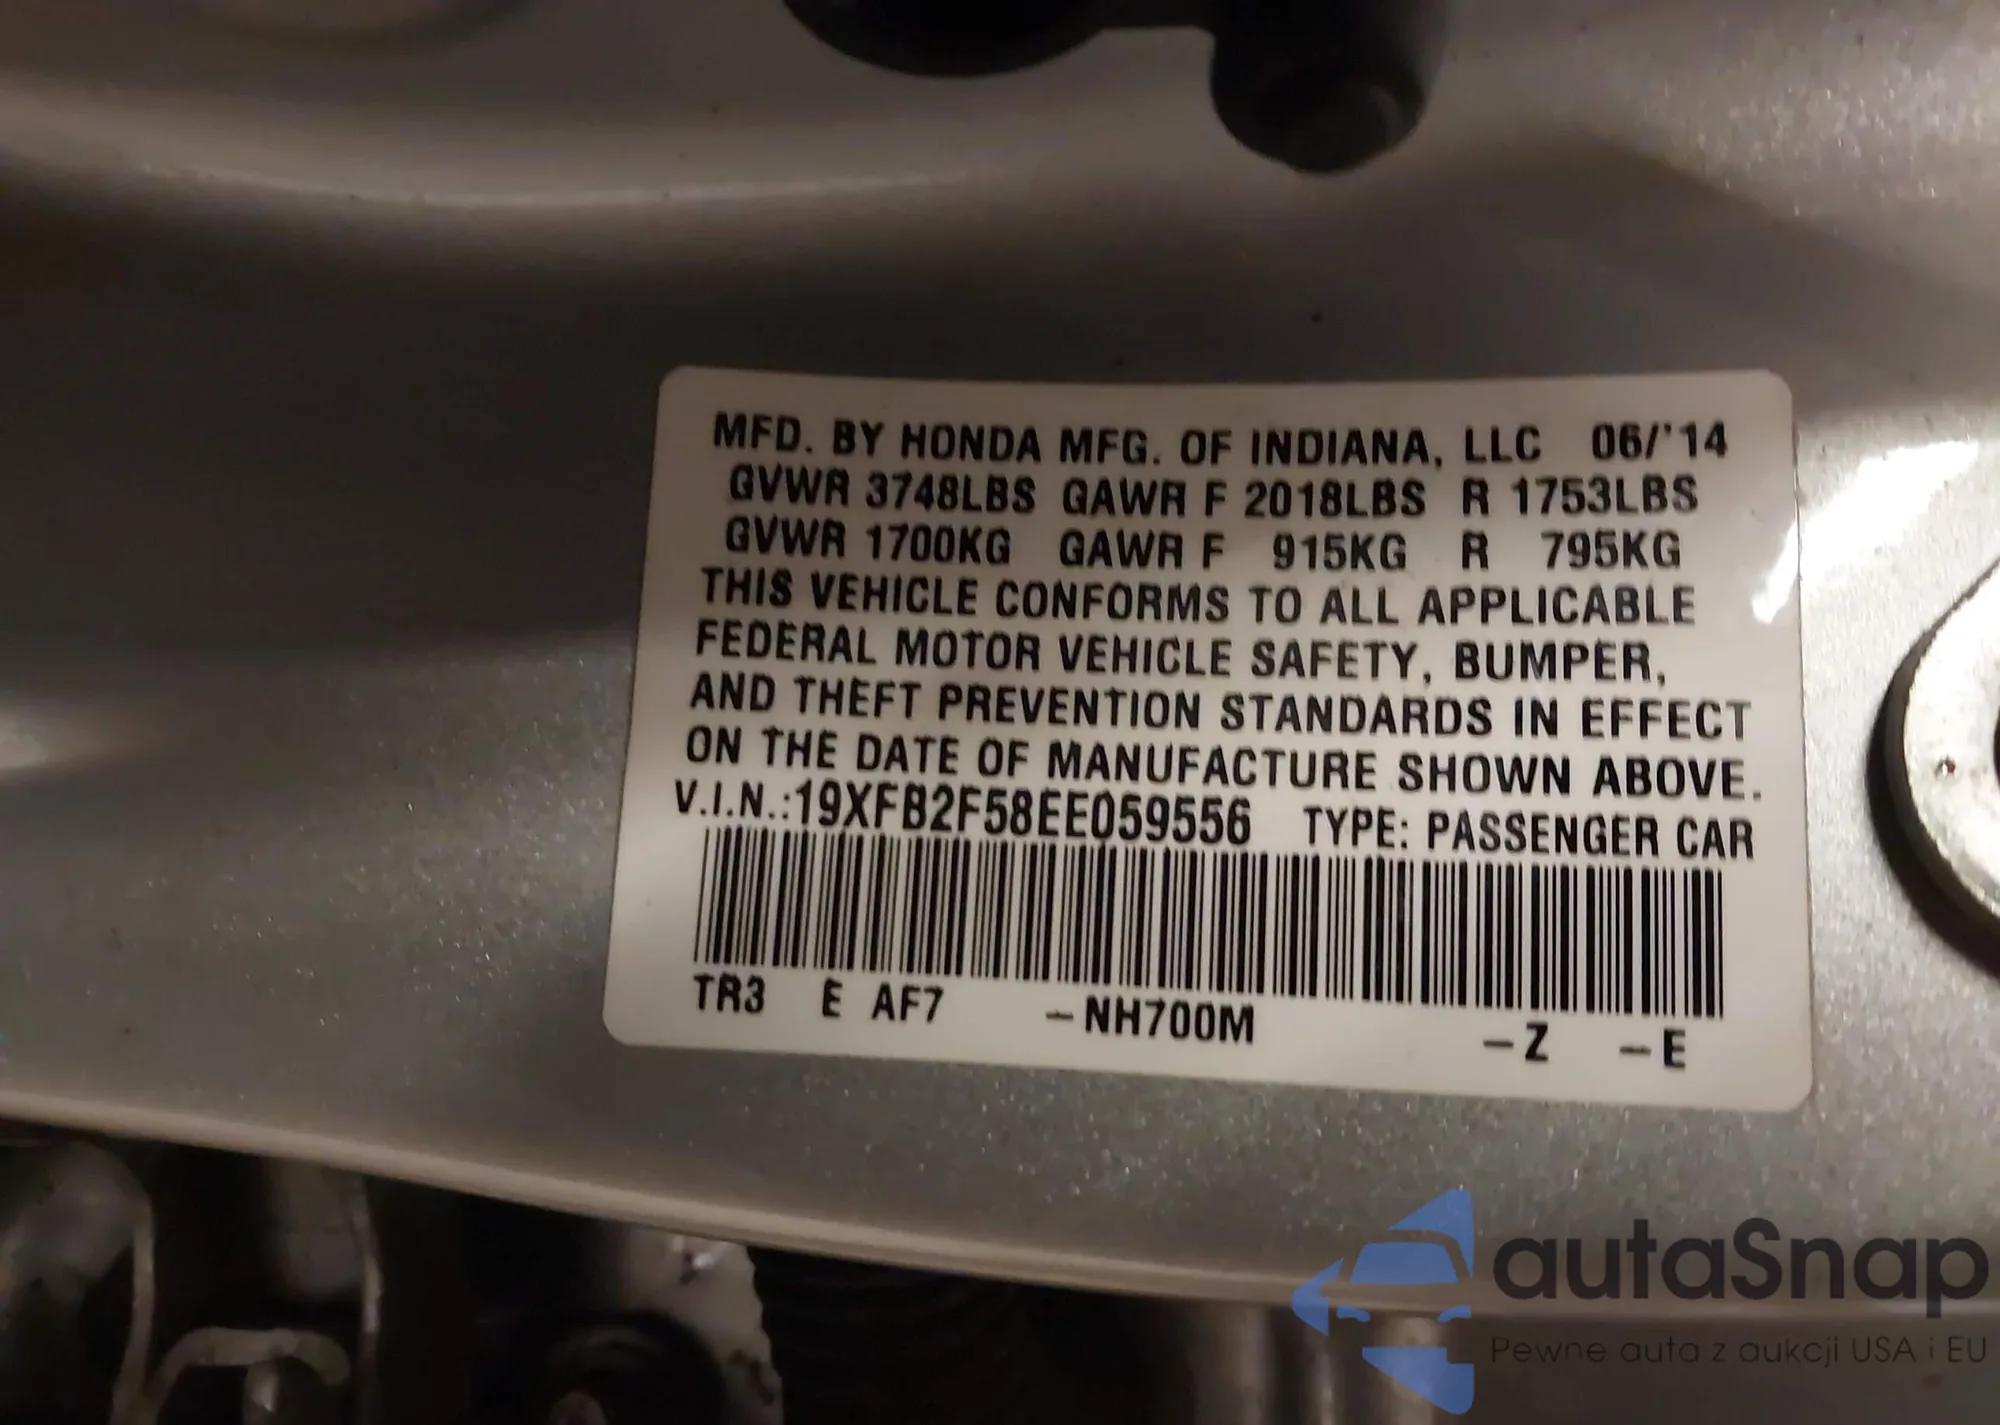 MFD. BY HONDA MFG. OF INDIANA, LLC 06/'14
GVWR 3748LBS GAWR F 2018LBS R 1753LBS
GVWR 1700KG GAWR F 915KG R 795KG
THIS VEHICLE CONFORMS TO ALL APPLICABLE
FEDERAL MOTOR VEHICLE SAFETY, BUMPER,
AND THEFT PREVENTION STANDARDS IN EFFECT
ON THE DATE OF MANUFACTURE SHOWN ABOVE.
V.I.N.:19XFB2F58EE059556 TYPE: PASSENGER CAR
TR3 E AF7 -NH700M -Z -E
autaSnap
Pewne auta z aukcji USA i EU